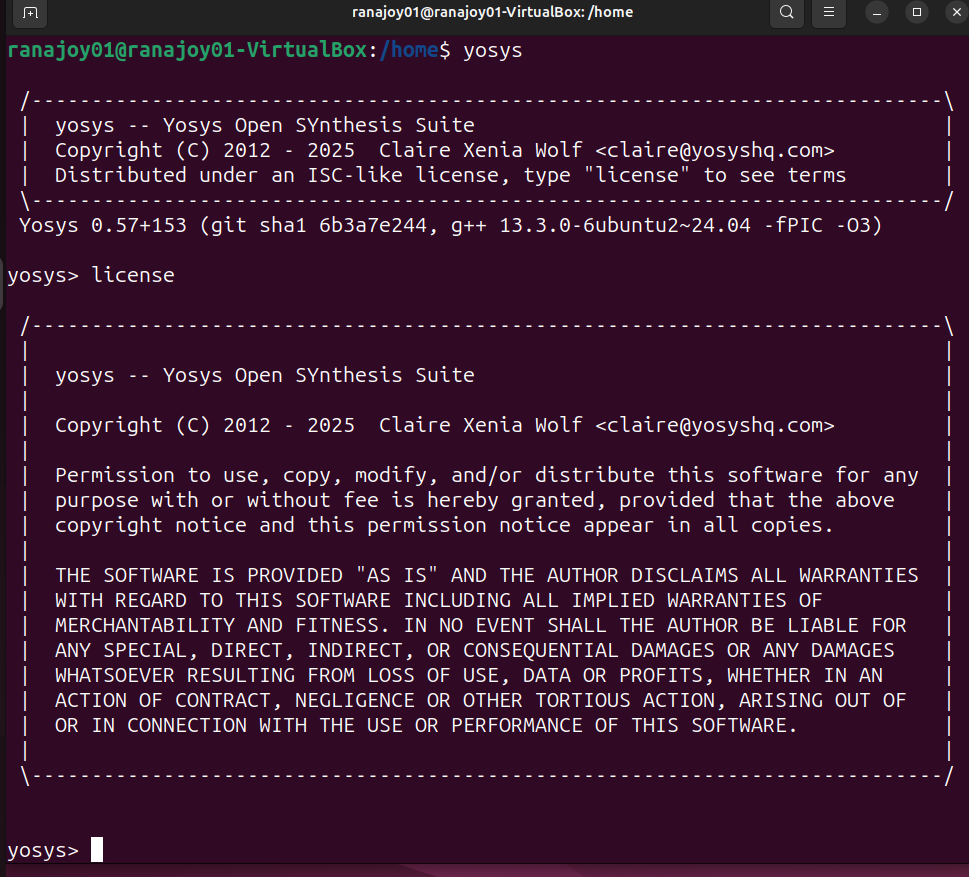 ranajoy01@ranajoy01-VirtualBox: /home
ranajoy01@ranajoy01-VirtualBox:/home$ yosys
/----------------------------------------------------------------------------\
|  yosys -- Yosys Open SYnthesis Suite                                       |
|  Copyright (C) 2012 - 2025  Claire Xenia Wolf <claire@yosyshq.com>         |
|  Distributed under an ISC-like license, type "license" to see terms        |
\----------------------------------------------------------------------------/
Yosys 0.57+153 (git sha1 6b3a7e244, g++ 13.3.0-6ubuntu2~24.04 -fPIC -O3)
yosys> license
/----------------------------------------------------------------------------\
|                                                                            |
|  yosys -- Yosys Open SYnthesis Suite                                       |
|                                                                            |
|  Copyright (C) 2012 - 2025  Claire Xenia Wolf <claire@yosyshq.com>         |
|                                                                            |
|  Permission to use, copy, modify, and/or distribute this software for any  |
|  purpose with or without fee is hereby granted, provided that the above    |
|  copyright notice and this permission notice appear in all copies.         |
|                                                                            |
|  THE SOFTWARE IS PROVIDED "AS IS" AND THE AUTHOR DISCLAIMS ALL WARRANTIES  |
|  WITH REGARD TO THIS SOFTWARE INCLUDING ALL IMPLIED WARRANTIES OF          |
|  MERCHANTABILITY AND FITNESS. IN NO EVENT SHALL THE AUTHOR BE LIABLE FOR   |
|  ANY SPECIAL, DIRECT, INDIRECT, OR CONSEQUENTIAL DAMAGES OR ANY DAMAGES    |
|  WHATSOEVER RESULTING FROM LOSS OF USE, DATA OR PROFITS, WHETHER IN AN     |
|  ACTION OF CONTRACT, NEGLIGENCE OR OTHER TORTIOUS ACTION, ARISING OUT OF   |
|  OR IN CONNECTION WITH THE USE OR PERFORMANCE OF THIS SOFTWARE.            |
|                                                                            |
\----------------------------------------------------------------------------/
yosys>